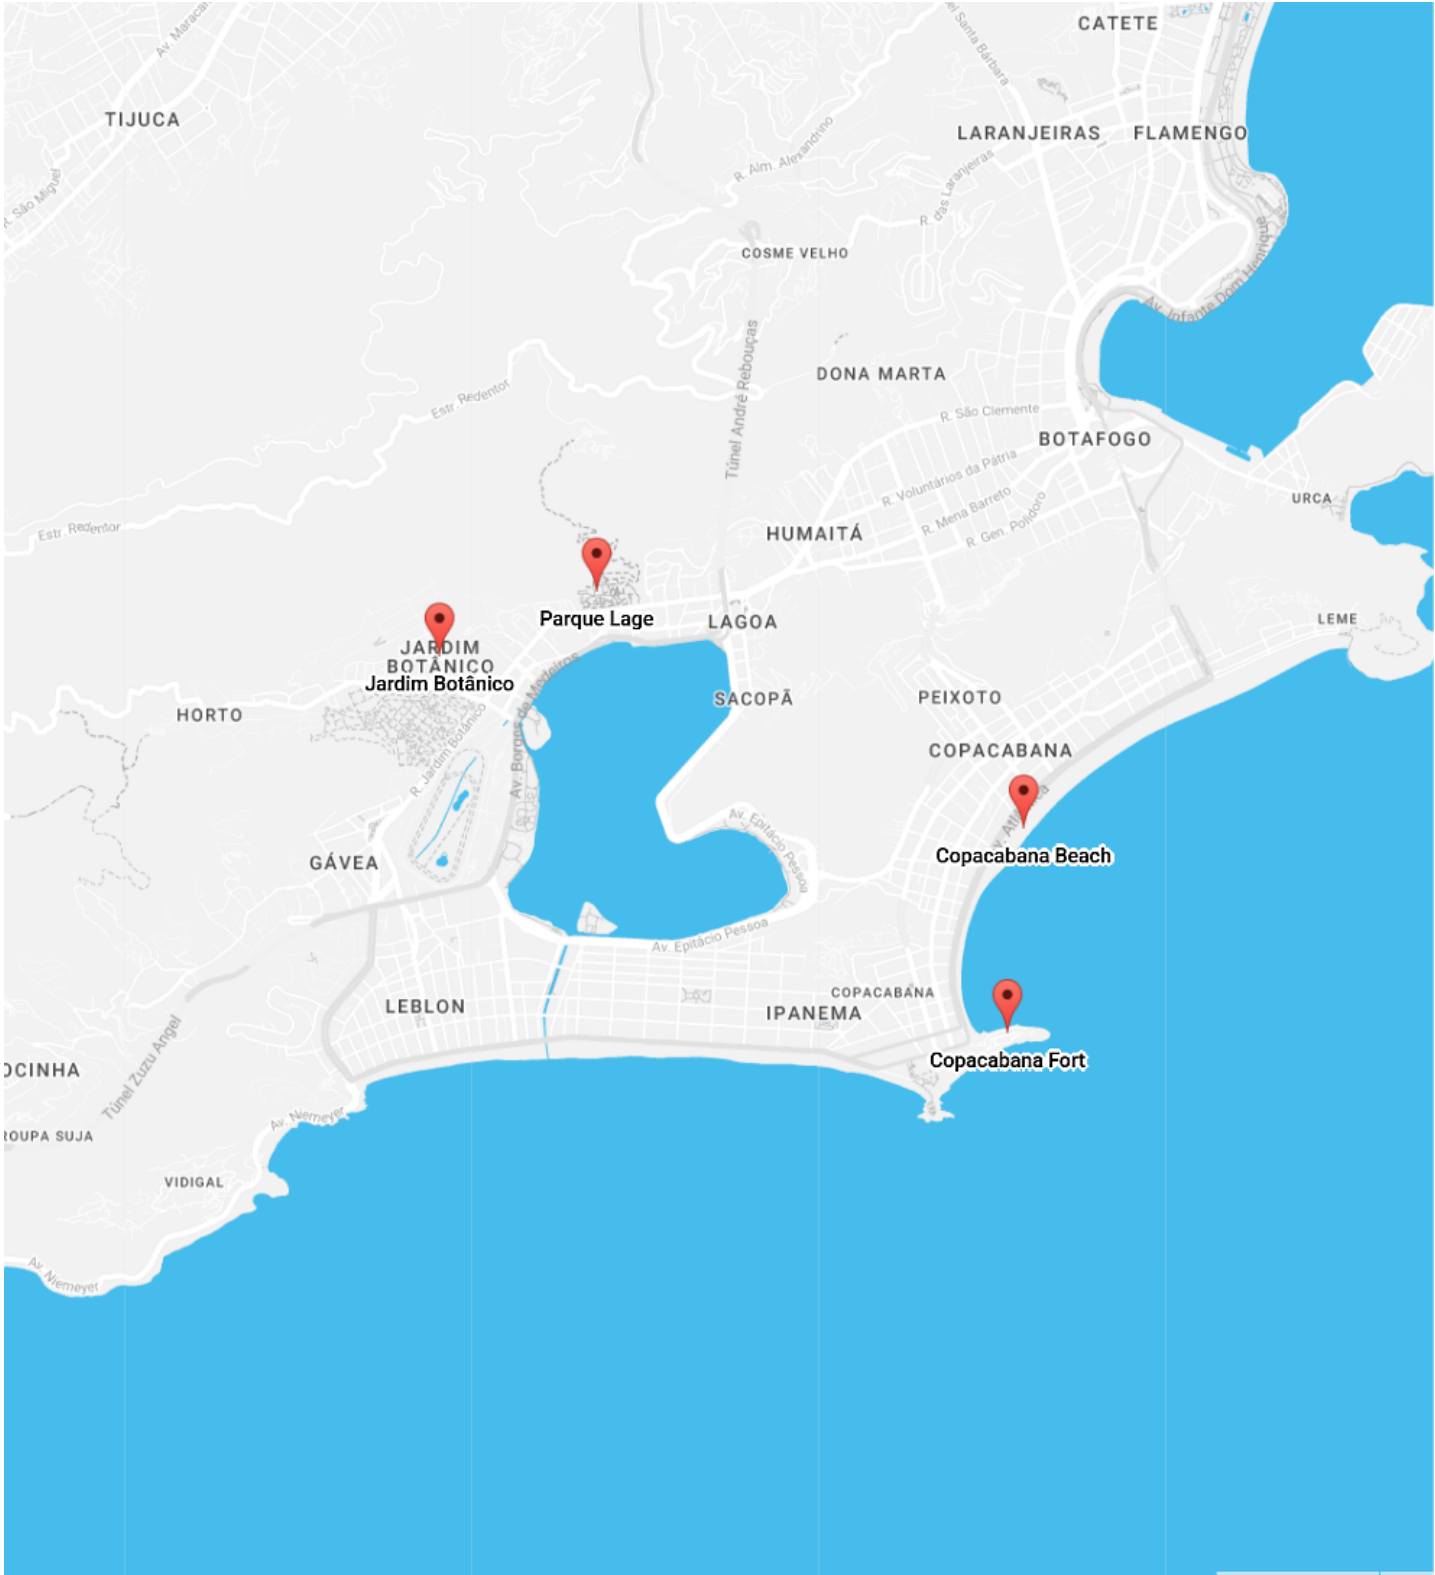 CATETE
Av. Maracan
el Santa Bárbara
TIJUCA
LARANJEIRAS
FLAMENGO
R. Alm. Alexandrino
R. São Miguel
R. das Laranjeiras
COSME VELHO
Av. Infante Dom Henrique
Túnel André Rebouças
DONA MARTA
Estr. Redentor
R. São Clemente
BOTAFOGO
R. Voluntários da Pátria
URCA
R. Mena Barreto
Estr. Redentor
HUMAITÁ
R. Gen. Polidoro
Parque Lage
LAGOA
LEME
JARDIM
BOTÂNICO
Jardim Botânico
Av. Borges de Medeiros
SACOPÃ
PEIXOTO
HORTO
R. Jardim Botânico
COPACABANA
Av. Epitácio Pessoa
Copacabana Beach
GÁVEA
Av. Epitácio Pessoa
COPACABANA
LEBLON
IPANEMA
Copacabana Fort
OCINHA
Túnel Zuzu Angel
Av. Niemeyer
ROUPA SUJA
VIDIGAL
Av. Niemeyer